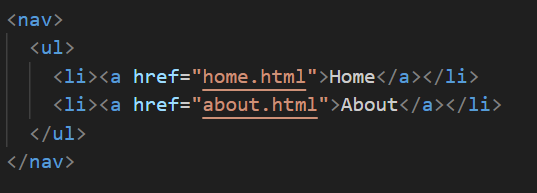 <nav>
<ul>
<li><a href="home.html">Home</a></li>
<li><a href="about.html">About</a></li>
</ul>
</nav>